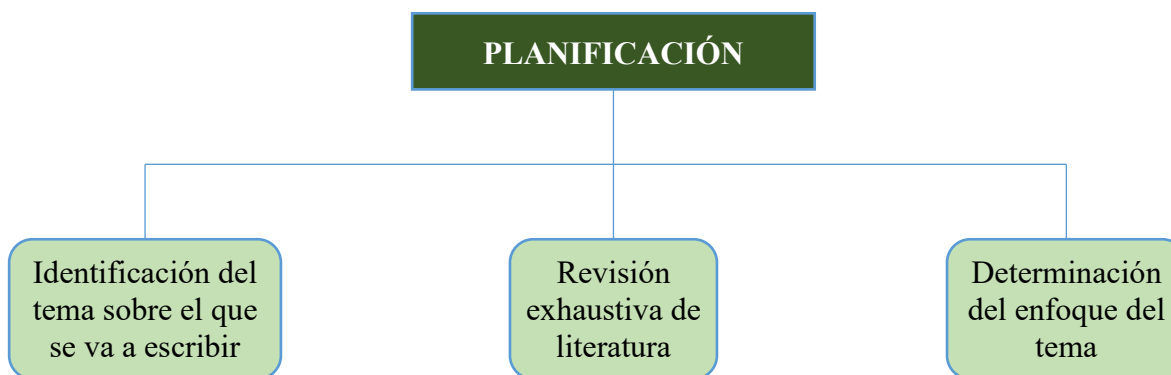 PLANIFICACIÓN
Identificación del
tema sobre el que
se va a escribir
Revisión
exhaustiva de
literatura
Determinación
del enfoque del
tema